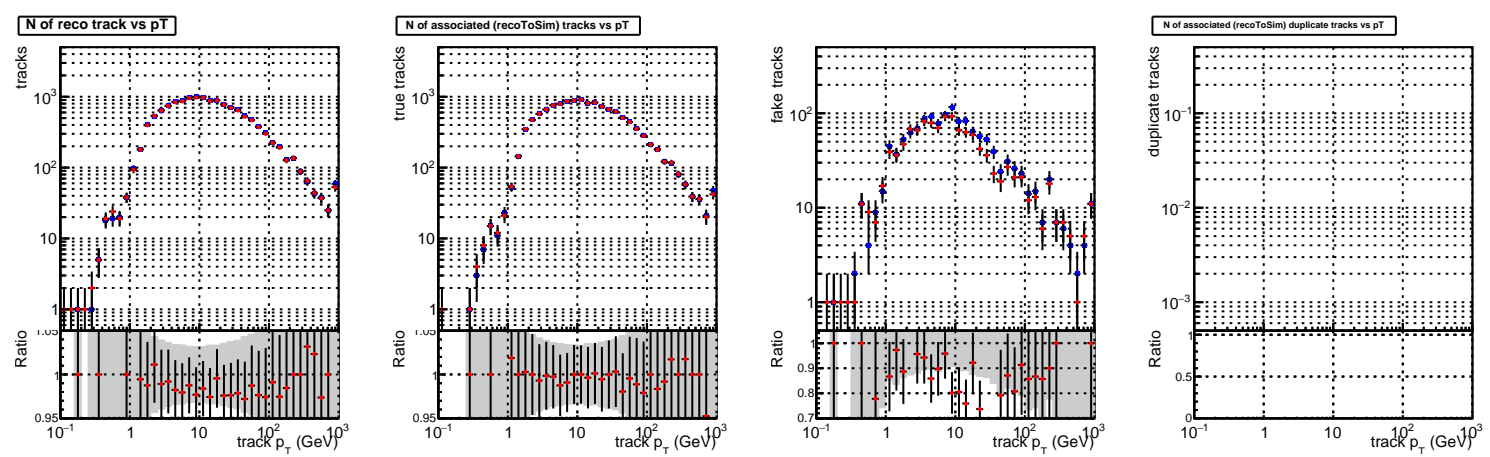 N of reco track vs pT
tracks
10³
10²
10
1
1.05
Ratio
1
0.95
10⁻¹ 1 10 10² 10³
track p_T (GeV)
N of associated (recoToSim) tracks vs pT
true tracks
10³
10²
10
1
1.05
Ratio
1
0.95
10⁻¹ 1 10 10² 10³
track p_T (GeV)
fake tracks
10²
10
1
Ratio
1
0.9
0.8
0.7
10⁻¹ 1 10 10² 10³
track p_T (GeV)
N of associated (recoToSim) duplicate tracks vs pT
duplicate tracks
10⁻¹
10⁻²
10⁻³
Ratio
1
0.5
0
10⁻¹ 1 10 10² 10³
track p_T (GeV)